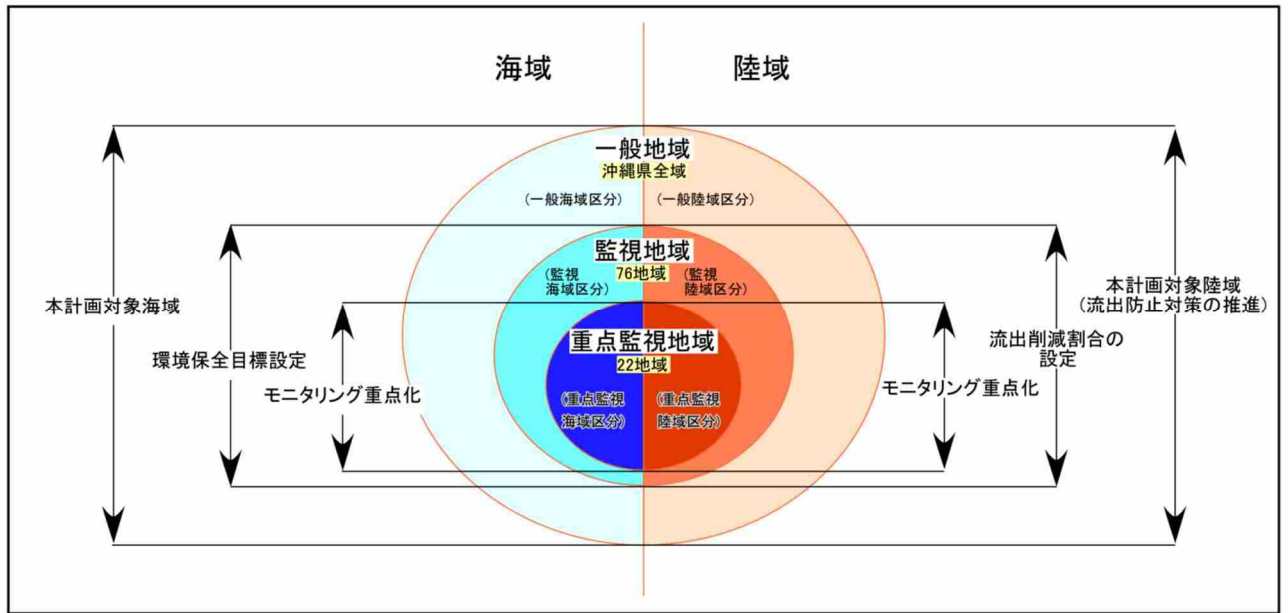 海域
陸域
一般地域
沖縄県全域
（一般海域区分）
（一般陸域区分）
監視地域
76地域
（監視
海域区分）
（監視
陸域区分）
重点監視地域
22地域
（重点監視
海域区分）
（重点監視
陸域区分）
本計画対象海域
環境保全目標設定
モニタリング重点化
モニタリング重点化
流出削減割合の
設定
本計画対象陸域
（流出防止対策の推進）